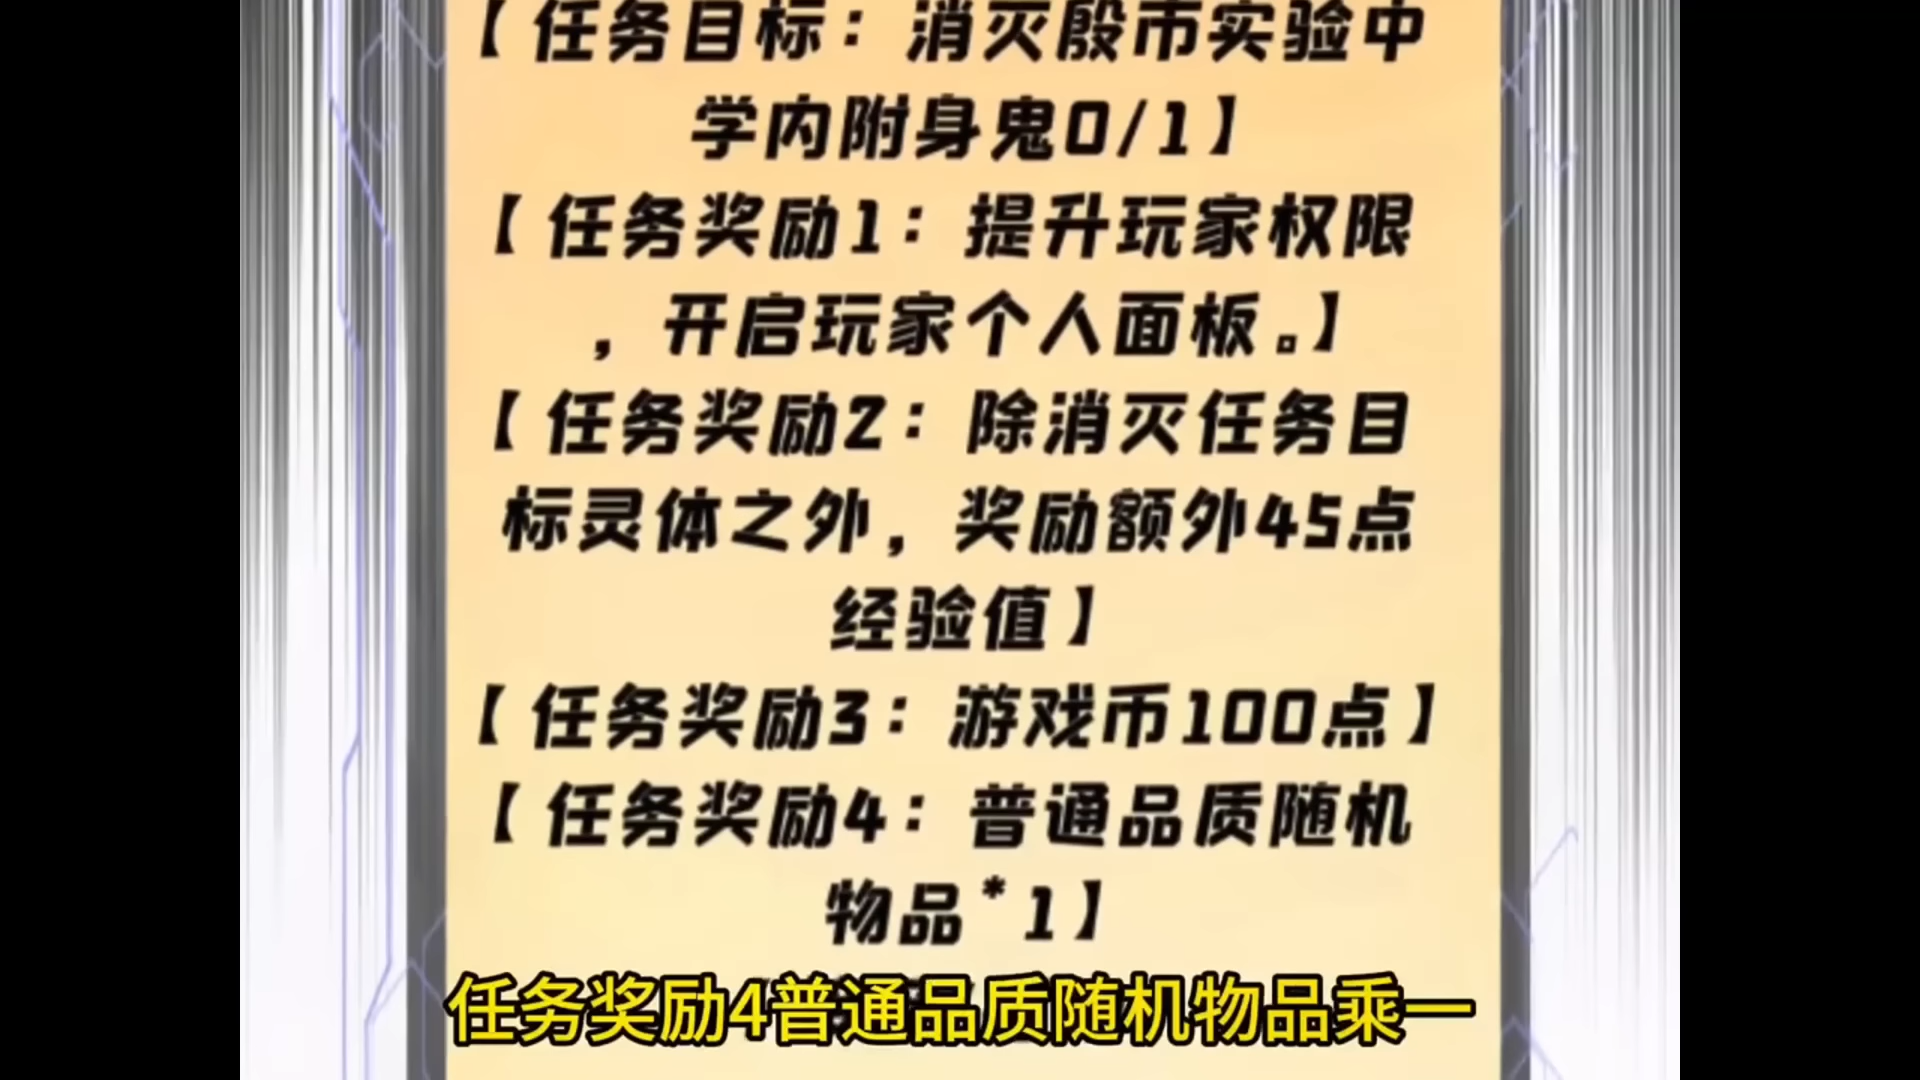 【任务目标：消灭殷市实验中
学内附身鬼0/1】
【任务奖励1：提升玩家权限
，开启玩家个人面板。】
【任务奖励2：除消灭任务目
标灵体之外，奖励额外45点
经验值】
【任务奖励3：游戏币100点】
【任务奖励4：普通品质随机
物品*1】
任务奖励4普通品质随机物品乘一